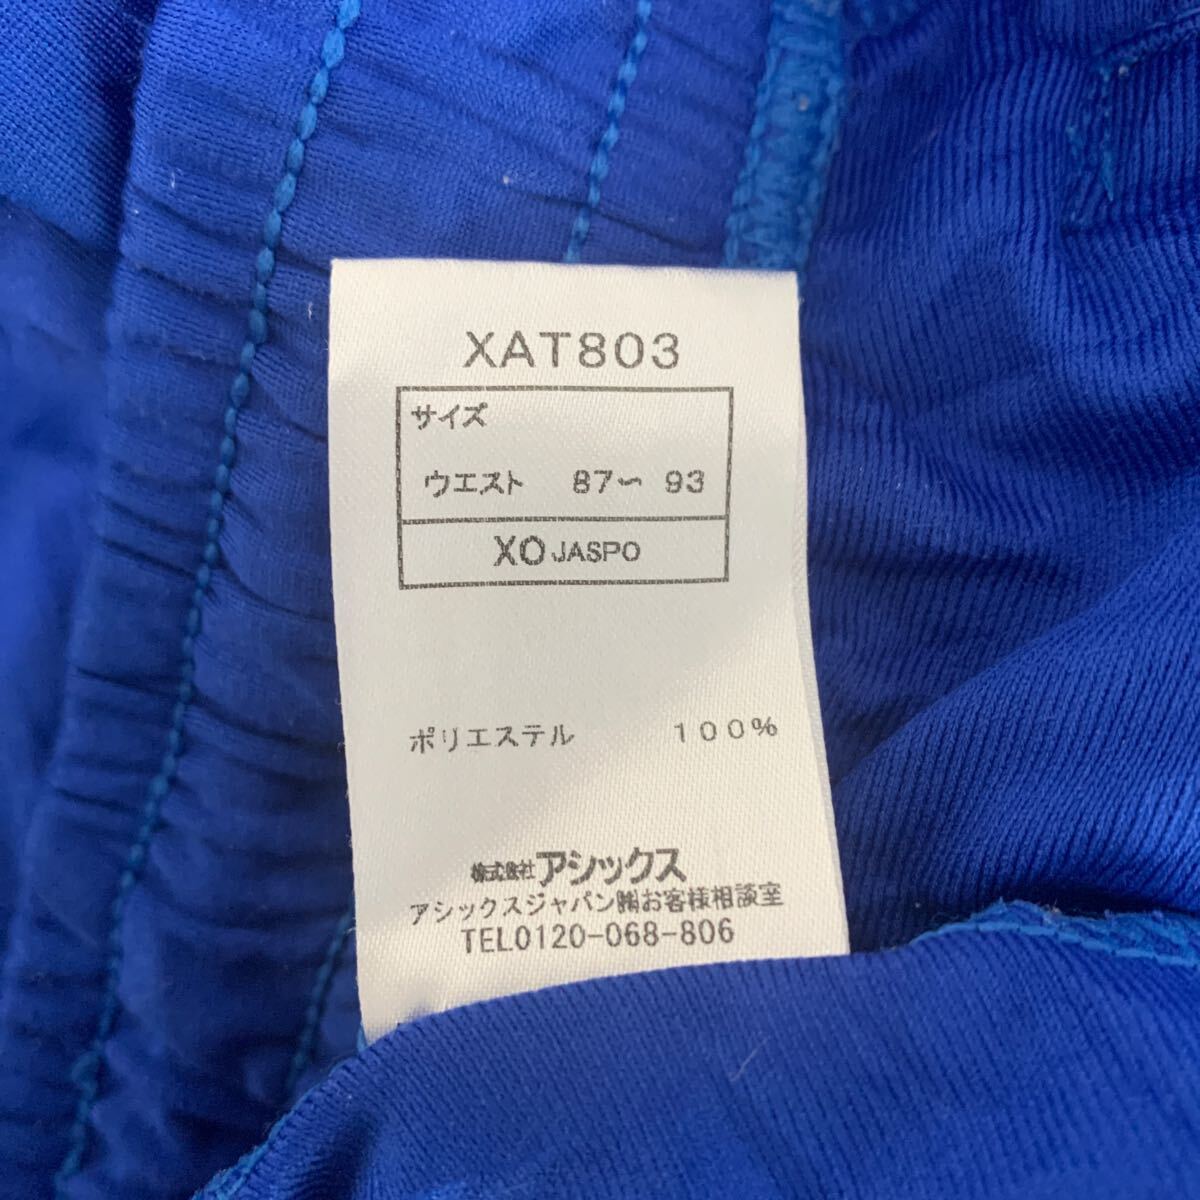 XAT803
サイズ
ウエスト 87〜93
XO JASPO
ポリエステル 100%
株式会社アシックス
アシックスジャパン㈱お客様相談室
TEL0120-068-806